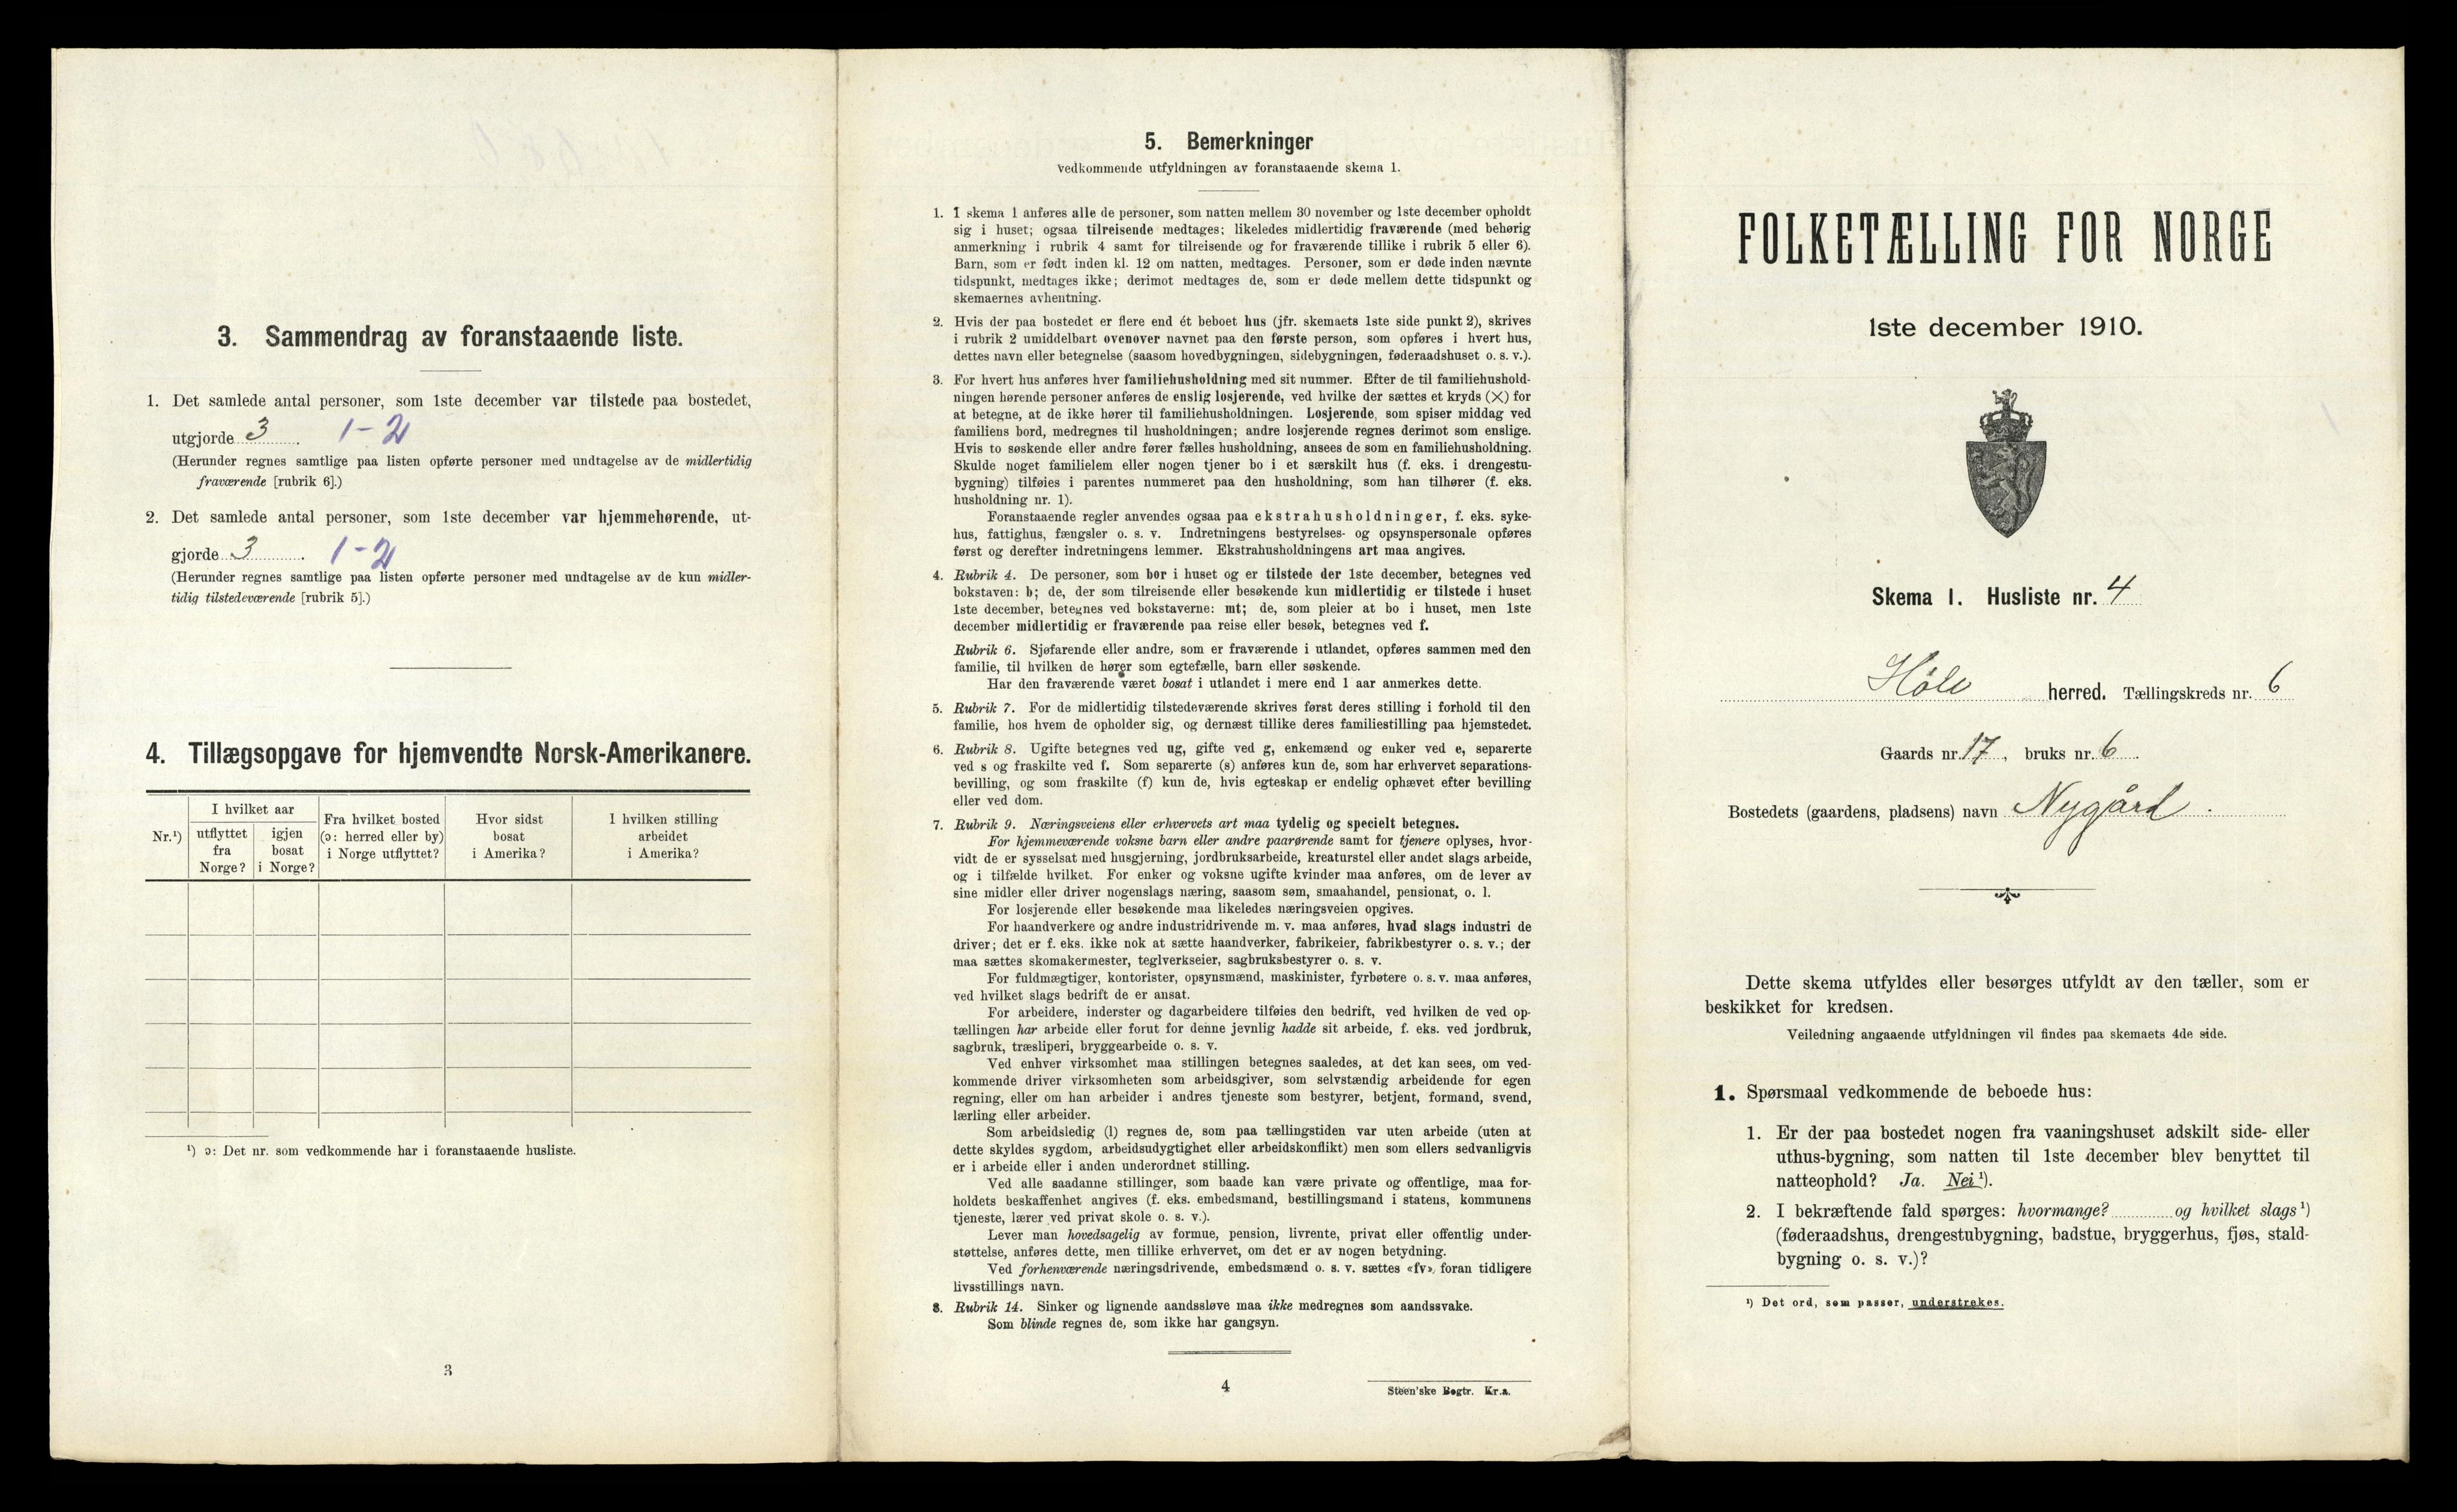 3. Sammendrag av foranstaaende liste.
1. Det samlede antal personer, som 1ste december var tilstede paa bostedet,
utgjorde 3. 1-2
(Herunder regnes samtlige paa listen opførte personer med undtagelse av de midlertidig
fraværende [rubrik 6].)
2. Det samlede antal personer, som 1ste december var hjemmehørende, ut-
gjorde 3. 1-2
(Herunder regnes samtlige paa listen opførte personer med undtagelse av de kun midler-
tidig tilstedeværende [rubrik 5].)
4. Tillægsopgave for hjemvendte Norsk-Amerikanere.
Nr.¹)
I hvilket aar
utflyttet
fra
Norge?
igjen
bosat
i Norge?
Fra hvilket bosted
(ɔ: herred eller by)
i Norge utflyttet?
Hvor sidst
bosat
i Amerika?
I hvilken stilling
arbeidet
i Amerika?
¹) ɔ: Det nr. som vedkommende har i foranstaaende husliste.
3
5. Bemerkninger
vedkommende utfyldningen av foranstaaende skema 1.
1. I skema 1 anføres alle de personer, som natten mellem 30 november og 1ste december opholdt
sig i huset; ogsaa tilreisende medtages; likeledes midlertidig fraværende (med behørig
anmerkning i rubrik 4 samt for tilreisende og for fraværende tillike i rubrik 5 eller 6).
Barn, som er født inden kl. 12 om natten, medtages. Personer, som er døde inden nævnte
tidspunkt, medtages ikke; derimot medtages de, som er døde mellem dette tidspunkt og
skemaernes avhentning.
2. Hvis der paa bostedet er flere end ét beboet hus (jfr. skemaets 1ste side punkt 2), skrives
i rubrik 2 umiddelbart ovenover navnet paa den første person, som opføres i hvert hus,
dettes navn eller betegnelse (saasom hovedbygningen, sidebygningen, føderaadshuset o. s. v.).
3. For hvert hus anføres hver familiehusholdning med sit nummer. Efter de til familiehushold-
ningen hørende personer anføres de enslig losjerende, ved hvilke der sættes et kryds (×) for
at betegne, at de ikke hører til familiehusholdningen. Losjerende, som spiser middag ved
familiens bord, medregnes til husholdningen; andre losjerende regnes derimot som enslige.
Hvis to søskende eller andre fører fælles husholdning, ansees de som en familiehusholdning.
Skulde noget familielem eller nogen tjener bo i et særskilt hus (f. eks. i drengestu-
bygning) tilføies i parentes nummeret paa den husholdning, som han tilhører (f. eks.
husholdning nr. 1).
Foranstaaende regler anvendes ogsaa paa ekstrahusholdninger, f. eks. syke-
hus, fattighus, fængsler o. s. v. Indretningens bestyrelses- og opsynspersonale opføres
først og derefter indretningens lemmer. Ekstrahusholdningens art maa angives.
4. Rubrik 4. De personer, som bor i huset og er tilstede der 1ste december, betegnes ved
bokstaven: b; de, der som tilreisende eller besøkende kun midlertidig er tilstede i huset
1ste december, betegnes ved bokstaverne: mt; de, som pleier at bo i huset, men 1ste
december midlertidig er fraværende paa reise eller besøk, betegnes ved f.
Rubrik 6. Sjøfarende eller andre, som er fraværende i utlandet, opføres sammen med den
familie, til hvilken de hører som egtefælle, barn eller søskende.
Har den fraværende været bosat i utlandet i mere end 1 aar anmerkes dette.
5. Rubrik 7. For de midlertidig tilstedeværende skrives først deres stilling i forhold til den
familie, hos hvem de opholder sig, og dernæst tillike deres familiestilling paa hjemstedet.
6. Rubrik 8. Ugifte betegnes ved ug, gifte ved g, enkemænd og enker ved e, separerte
ved s og fraskilte ved f. Som separerte (s) anføres kun de, som har erhvervet separations-
bevilling, og som fraskilte (f) kun de, hvis egteskap er endelig ophævet efter bevilling
eller ved dom.
7. Rubrik 9. Næringsveiens eller erhvervets art maa tydelig og specielt betegnes.
For hjemmeværende voksne barn eller andre paarørende samt for tjenere oplyses, hvor-
vidt de er sysselsat med husgjerning, jordbruksarbeide, kreaturstel eller andet slags arbeide,
og i tilfælde hvilket. For enker og voksne ugifte kvinder maa anføres, om de lever av
sine midler eller driver nogenslags næring, saasom søm, smaahandel, pensionat, o. l.
For losjerende eller besøkende maa likeledes næringsveien opgives.
For haandverkere og andre industridrivende m. v. maa anføres, hvad slags industri de
driver; det er f. eks. ikke nok at sætte haandverker, fabrikeier, fabrikbestyrer o. s. v.; der
maa sættes skomakermester, teglverkseier, sagbruksbestyrer o. s. v.
For fuldmægtiger, kontorister, opsynsmænd, maskinister, fyrbøtere o. s. v. maa anføres,
ved hvilket slags bedrift de er ansat.
For arbeidere, inderster og dagarbeidere tilføies den bedrift, ved hvilken de ved op-
tællingen har arbeide eller forut for denne jevnlig hadde sit arbeide, f. eks. ved jordbruk,
sagbruk, træsliperi, bryggearbeide o. s. v.
Ved enhver virksomhet maa stillingen betegnes saaledes, at det kan sees, om ved-
kommende driver virksomheten som arbeidsgiver, som selvstændig arbeidende for egen
regning, eller om han arbeider i andres tjeneste som bestyrer, betjent, formand, svend,
lærling eller arbeider.
Som arbeidsledig (l) regnes de, som paa tællingstiden var uten arbeide (uten at
dette skyldes sygdom, arbeidsudygtighet eller arbeidskonflikt) men som ellers sedvanligvis
er i arbeide eller i anden underordnet stilling.
Ved alle saadanne stillinger, som baade kan være private og offentlige, maa for-
holdets beskaffenhet angives (f. eks. embedsmand, bestillingsmand i statens, kommunens
tjeneste, lærer ved privat skole o. s. v.).
Lever man hovedsagelig av formue, pension, livrente, privat eller offentlig under-
støttelse, anføres dette, men tillike erhvervet, om det er av nogen betydning.
Ved forhenværende næringsdrivende, embedsmænd o. s. v. sættes «fv» foran tidligere
livsstillings navn.
8. Rubrik 14. Sinker og lignende aandssløve maa ikke medregnes som aandssvake.
Som blinde regnes de, som ikke har gangsyn.
4
Steen'ske Bogtr. Kr.a.
FOLKETÆLLING FOR NORGE
1ste december 1910.
Skema 1. Husliste nr. 4
Høle herred. Tællingskreds nr. 6
Gaards nr. 17, bruks nr. 6.
Bostedets (gaardens, pladsens) navn Nygård.
Dette skema utfyldes eller besørges utfyldt av den tæller, som er
beskikket for kredsen.
Veiledning angaaende utfyldningen vil findes paa skemaets 4de side.
1. Spørsmaal vedkommende de beboede hus:
1. Er der paa bostedet nogen fra vaaningshuset adskilt side- eller
uthus-bygning, som natten til 1ste december blev benyttet til
natteophold? Ja. Nei¹).
2. I bekræftende fald spørges: hvormange? og hvilket slags¹)
(føderaadshus, drengestubygning, badstue, bryggerhus, fjøs, stald-
bygning o. s. v.)?
¹) Det ord, som passer, understrekes.